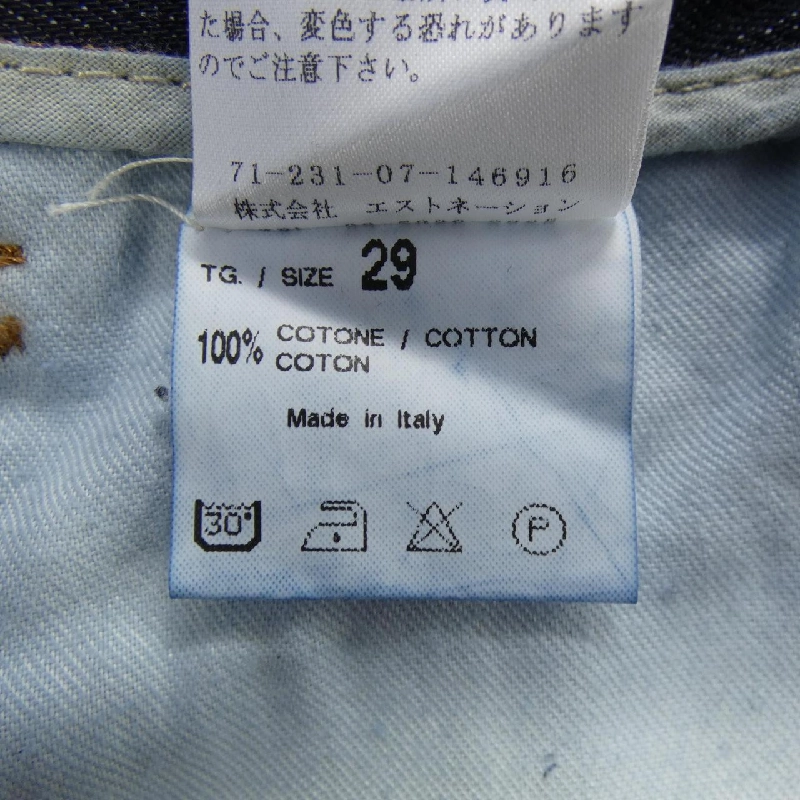 た場合、変色する恐れがあります
のでご注意下さい。
71-231-07-146916
株式会社 エストネーション
TG. / SIZE 29
100% COTONE / COTTON
COTON
Made in Italy
30°
P